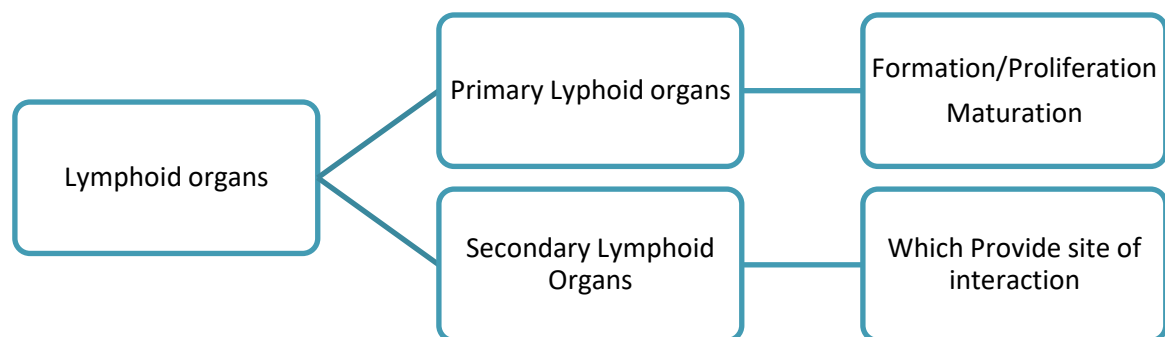 Lymphoid organs
Primary Lyphoid organs
Formation/Proliferation
Maturation
Secondary Lymphoid
Organs
Which Provide site of
interaction